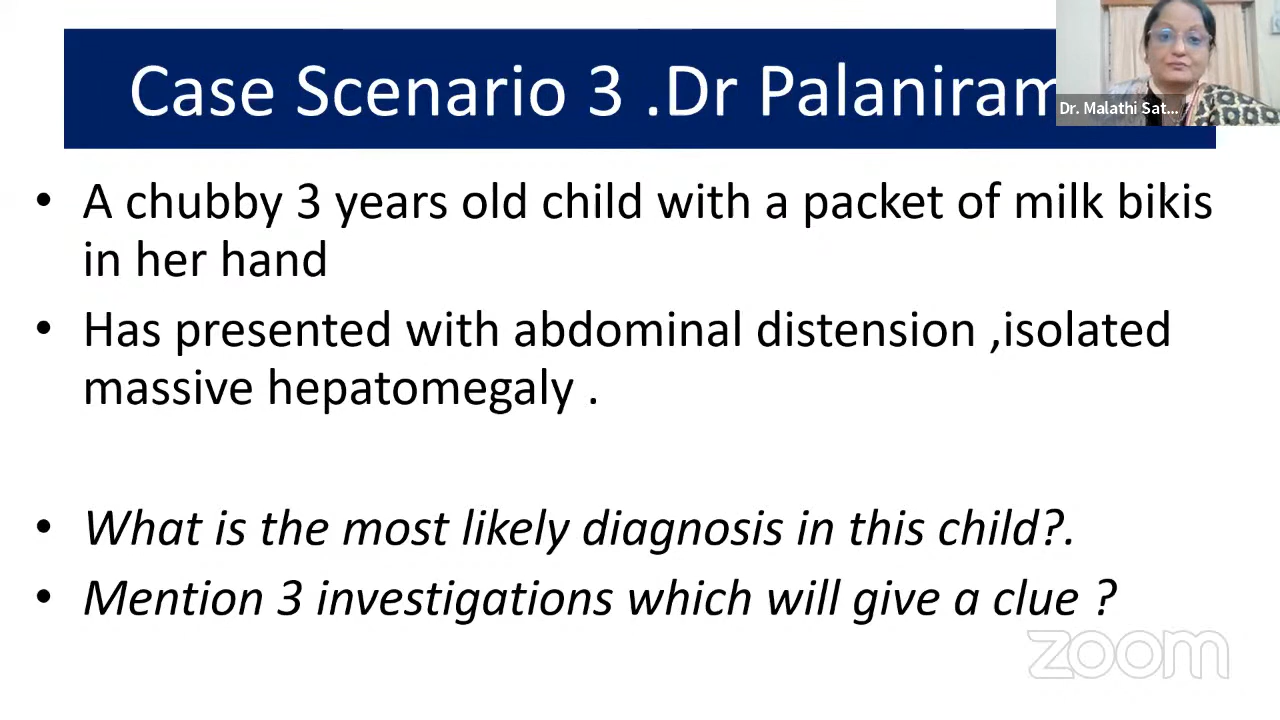 Case Scenario 3 .Dr Palaniram
Dr. Malathi Sat...
• A chubby 3 years old child with a packet of milk bikis
in her hand
• Has presented with abdominal distension ,isolated
massive hepatomegaly .
• What is the most likely diagnosis in this child?.
• Mention 3 investigations which will give a clue ?
zoom